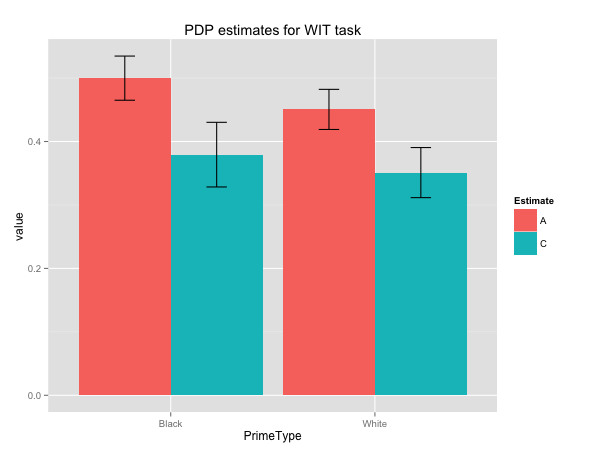 PDP estimates for WIT task
value
0.4
0.2
0.0
Black
White
PrimeType
Estimate
A
C